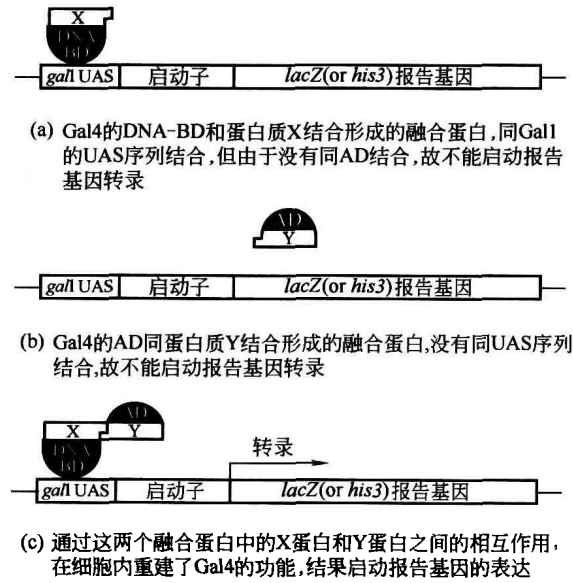 X
DNA
BD
gal1 UAS 启动子 lacZ(or his3)报告基因
(a) Gal4的DNA-BD和蛋白质X结合形成的融合蛋白,同Gal1
的UAS序列结合,但由于没有同AD结合,故不能启动报告
基因转录
AD
Y
gal1 UAS 启动子 lacZ(or his3)报告基因
(b) Gal4的AD同蛋白质Y结合形成的融合蛋白,没有同UAS序列
结合,故不能启动报告基因转录
AD
X Y
DNA
BD
转录
gal1 UAS 启动子 lacZ(or his3)报告基因
(c) 通过这两个融合蛋白中的X蛋白和Y蛋白之间的相互作用,
在细胞内重建了Gal4的功能,结果启动报告基因的表达